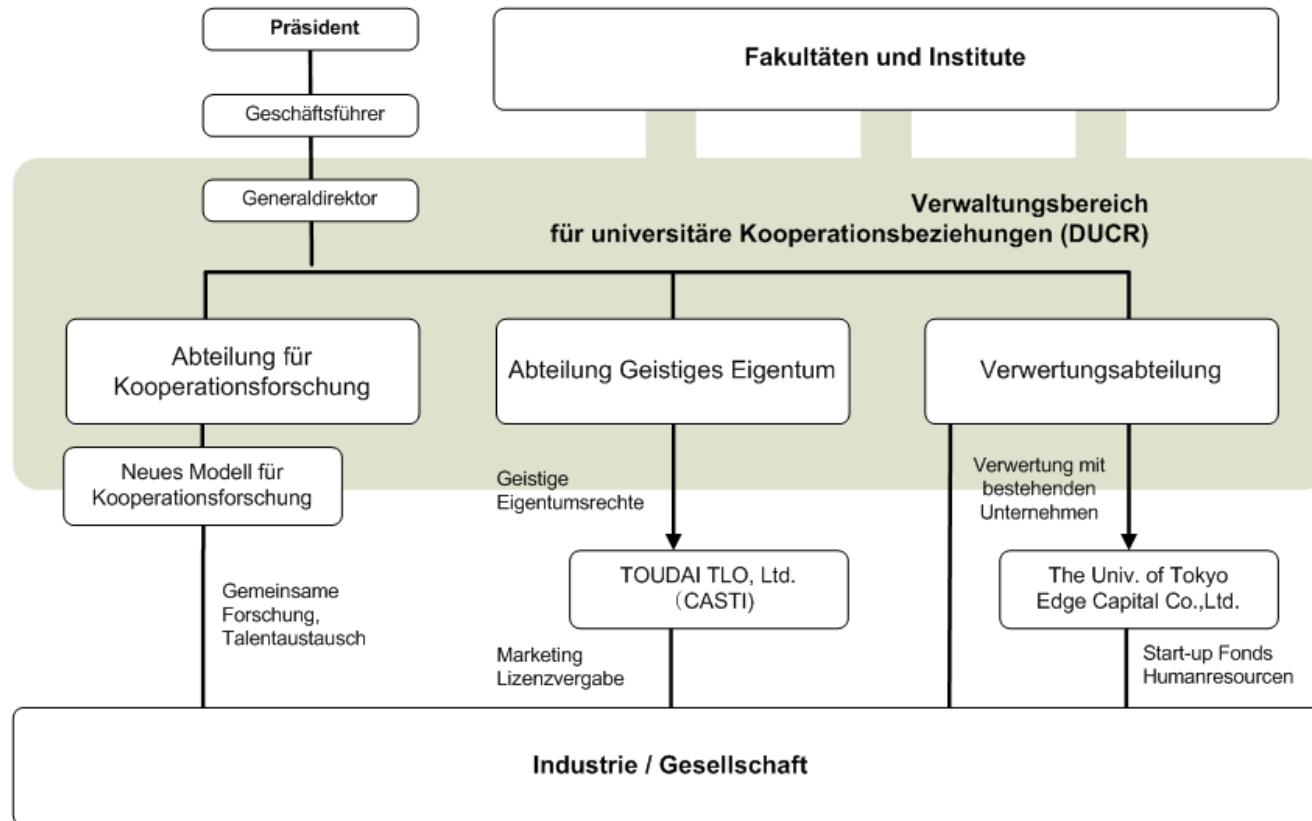 Präsident
Fakultäten und Institute
Geschäftsführer
Generaldirektor
Verwaltungsbereich
für universitäre Kooperationsbeziehungen (DUCR)
Abteilung für
Kooperationsforschung
Abteilung Geistiges Eigentum
Verwertungsabteilung
Neues Modell für
Kooperationsforschung
Geistige
Eigentumsrechte
Verwertung mit
bestehenden
Unternehmen
TOUDAI TLO, Ltd.
（CASTI)
The Univ. of Tokyo
Edge Capital Co.,Ltd.
Gemeinsame
Forschung,
Talentaustausch
Marketing
Lizenzvergabe
Start-up Fonds
Humanresourcen
Industrie / Gesellschaft